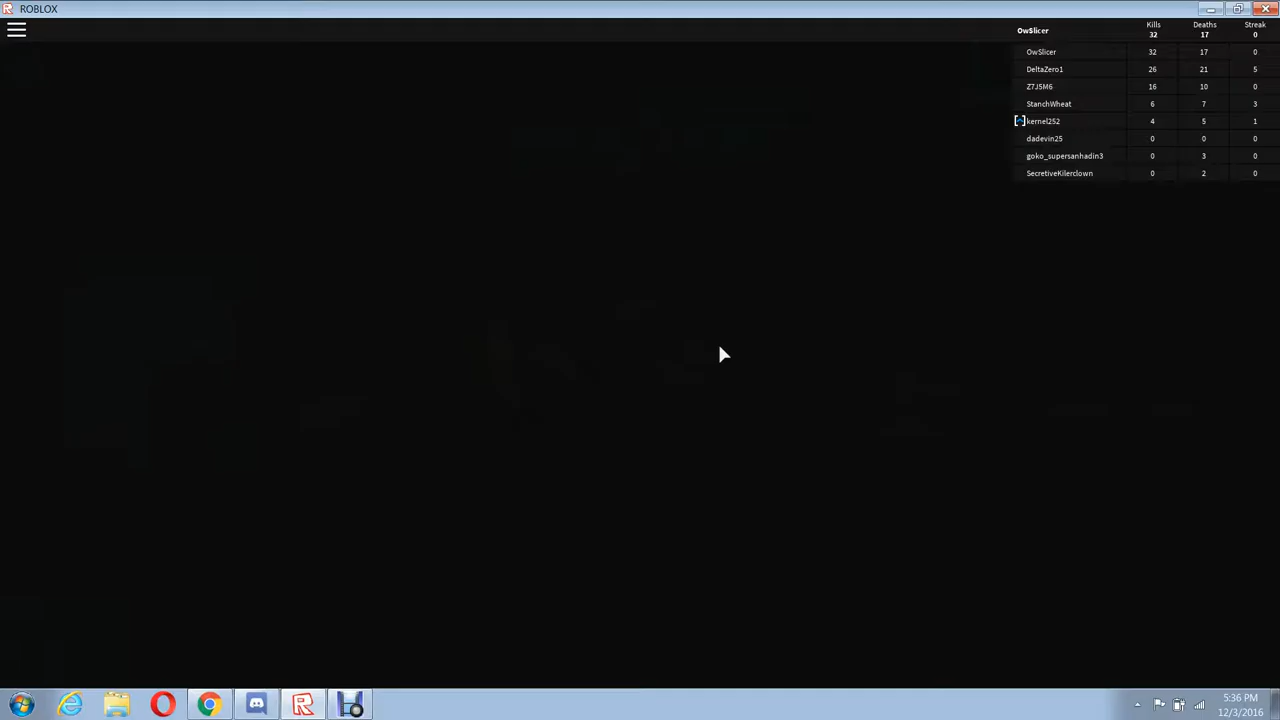 ROBLOX
Kills Deaths Streak
OwSlicer 32 17 0
OwSlicer 32 17 0
DeltaZero1 26 21 5
Z7J5M6 16 10 0
StanchWheat 6 7 3
kernel252 4 5 1
dadevin25 0 0 0
goko_supersanhadin3 0 3 0
SecretiveKilerclown 0 2 0
5:36 PM
12/3/2016